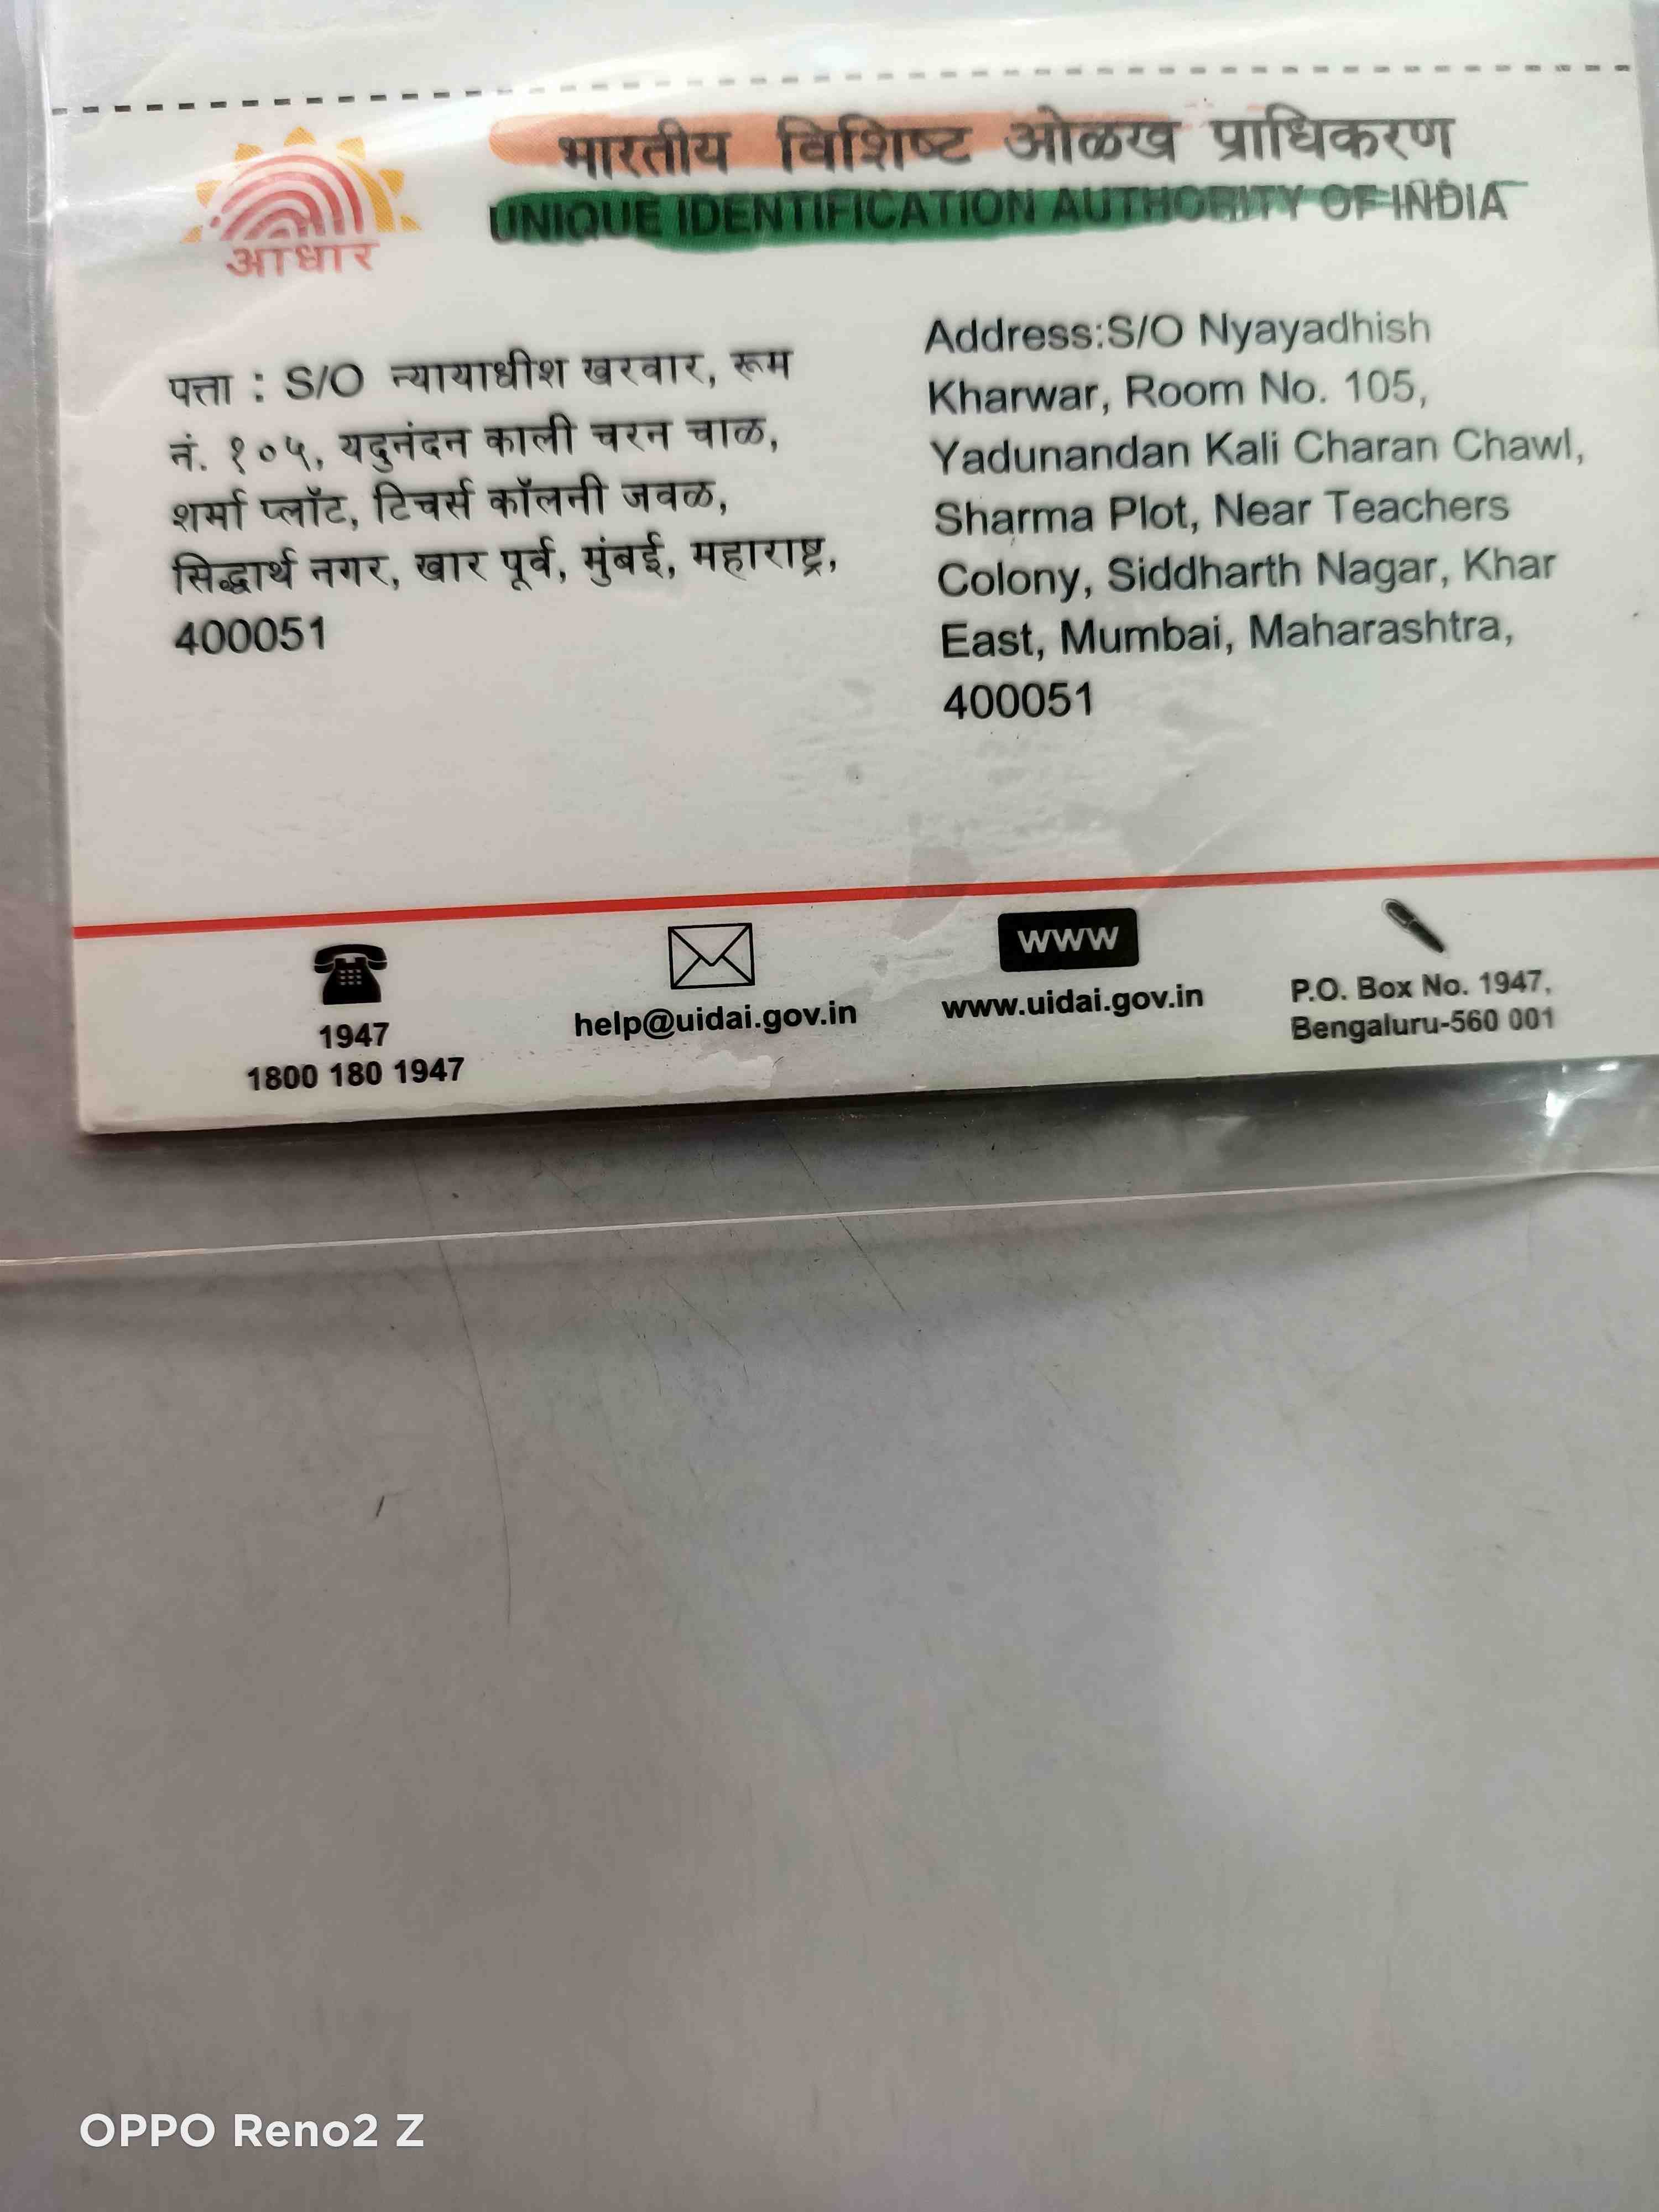 भारतीय विशिष्ट ओळख प्राधिकरण
UNIQUE IDENTIFICATION AUTHORITY OF INDIA
आधार
पत्ता : S/O न्यायाधीश खरवार, रूम
नं. १०५, यदुनंदन काली चरन चाळ,
शर्मा प्लॉट, टिचर्स कॉलनी जवळ,
सिद्धार्थ नगर, खार पूर्व, मुंबई, महाराष्ट्र,
400051
Address:S/O Nyayadhish
Kharwar, Room No. 105,
Yadunandan Kali Charan Chawl,
Sharma Plot, Near Teachers
Colony, Siddharth Nagar, Khar
East, Mumbai, Maharashtra,
400051
1947
1800 180 1947
help@uidai.gov.in
www
www.uidai.gov.in
P.O. Box No. 1947,
Bengaluru-560 001
OPPO Reno2 Z